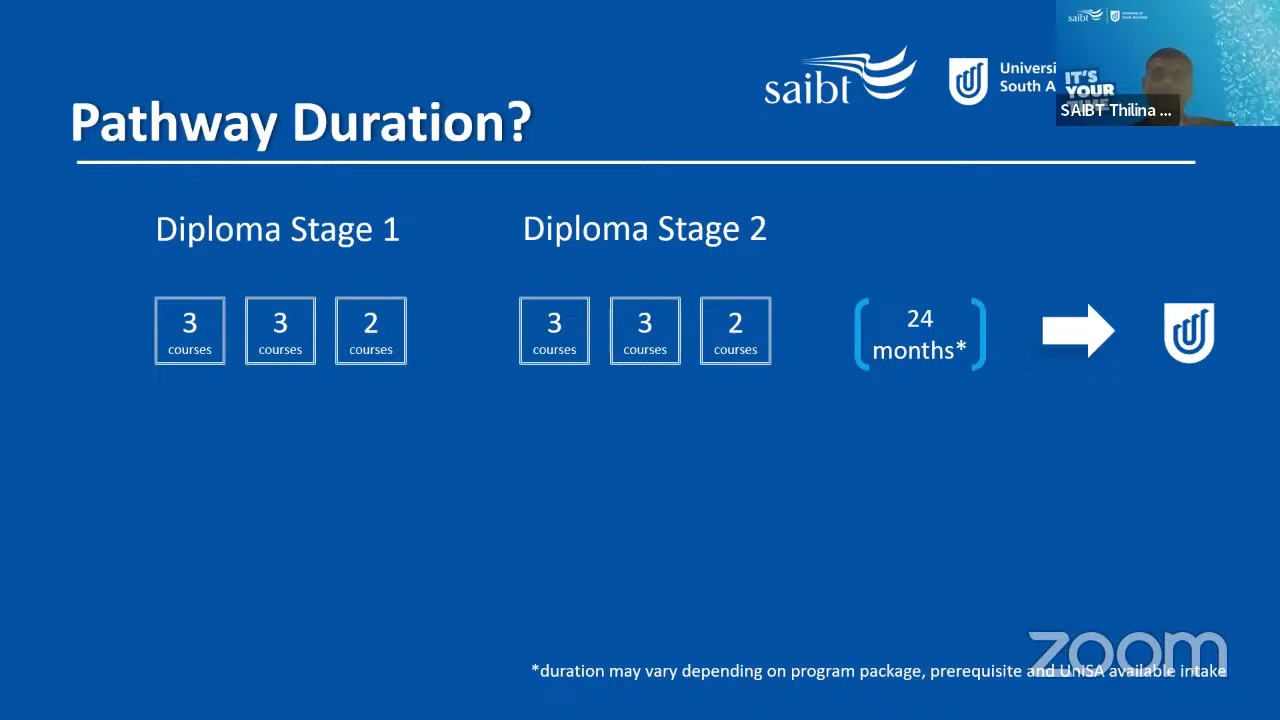 saibt
Universi
South A
saibt
IT'S
YOUR
SAIBT Thilina ...
Pathway Duration?
Diploma Stage 1
Diploma Stage 2
3
courses
3
courses
2
courses
3
courses
3
courses
2
courses
24
months*
zoom
*duration may vary depending on program package, prerequisite and UniSA available intake